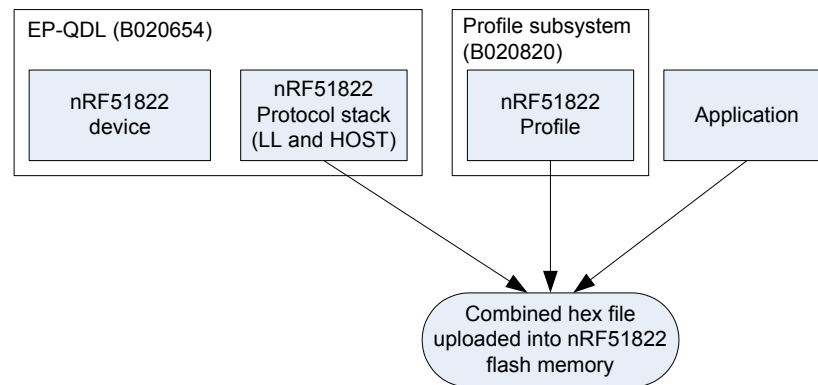 EP-QDL (B020654)
nRF51822
device
nRF51822
Protocol stack
(LL and HOST)
Profile subsystem
(B020820)
nRF51822
Profile
Application
Combined hex file
uploaded into nRF51822
flash memory